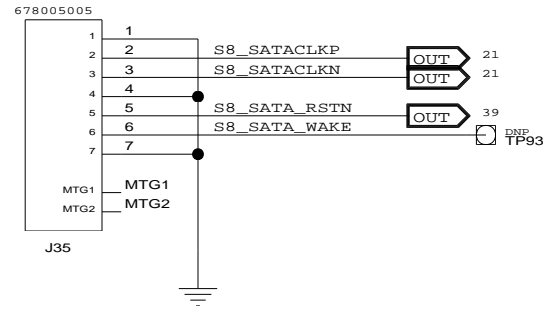 678005005
1 1
2 2 S8_SATACLKP OUT 21
3 3 S8_SATACLKN OUT 21
4 4
5 5 S8_SATA_RSTN OUT 39
6 6 S8_SATA_WAKE DNP
TP93
7 7
MTG1 MTG1
MTG2 MTG2
J35